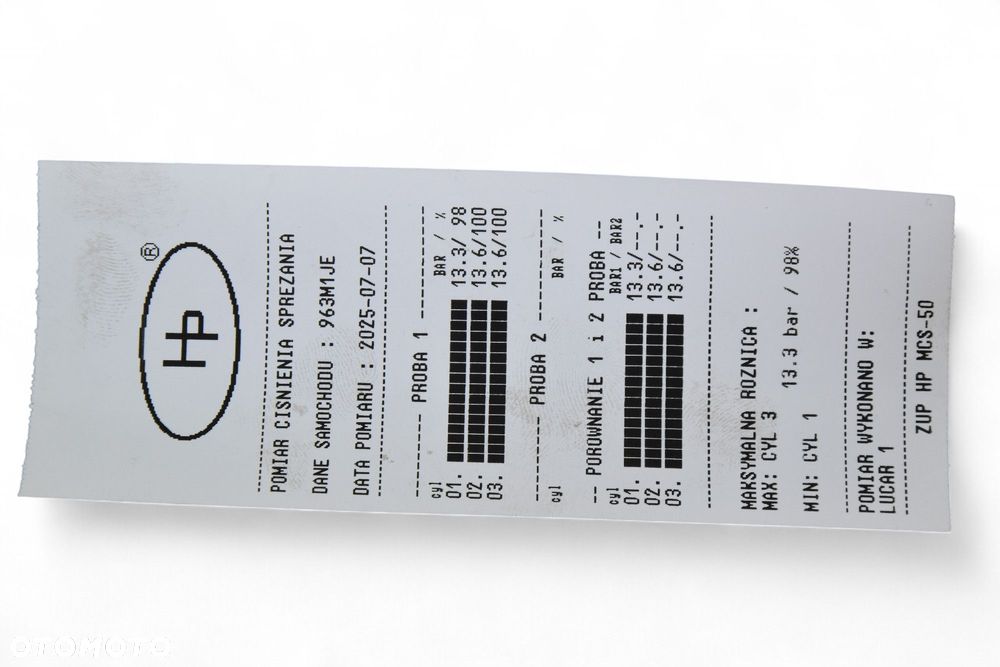 HP ®
POMIAR CISNIENIA SPREZANIA
DANE SAMOCHODU : 963M1JE
DATA POMIARU : 2025-07-07
---- PROBA 1 ----
cyl BAR / %
01. 13.3/ 98
02. 13.6/100
03. 13.6/100
---- PROBA 2 ----
cyl BAR / %
-- POROWNANIE 1 i 2 PROBA --
cyl BAR1 / BAR2
01. 13.3/--.-
02. 13.6/--.-
03. 13.6/--.-
MAKSYMALNA ROZNICA :
MAX: CYL 3
13.3 bar / 98%
MIN: CYL 1
POMIAR WYKONANO W:
LUCAR 1
ZUP HP MCS-50
OTOMOTO